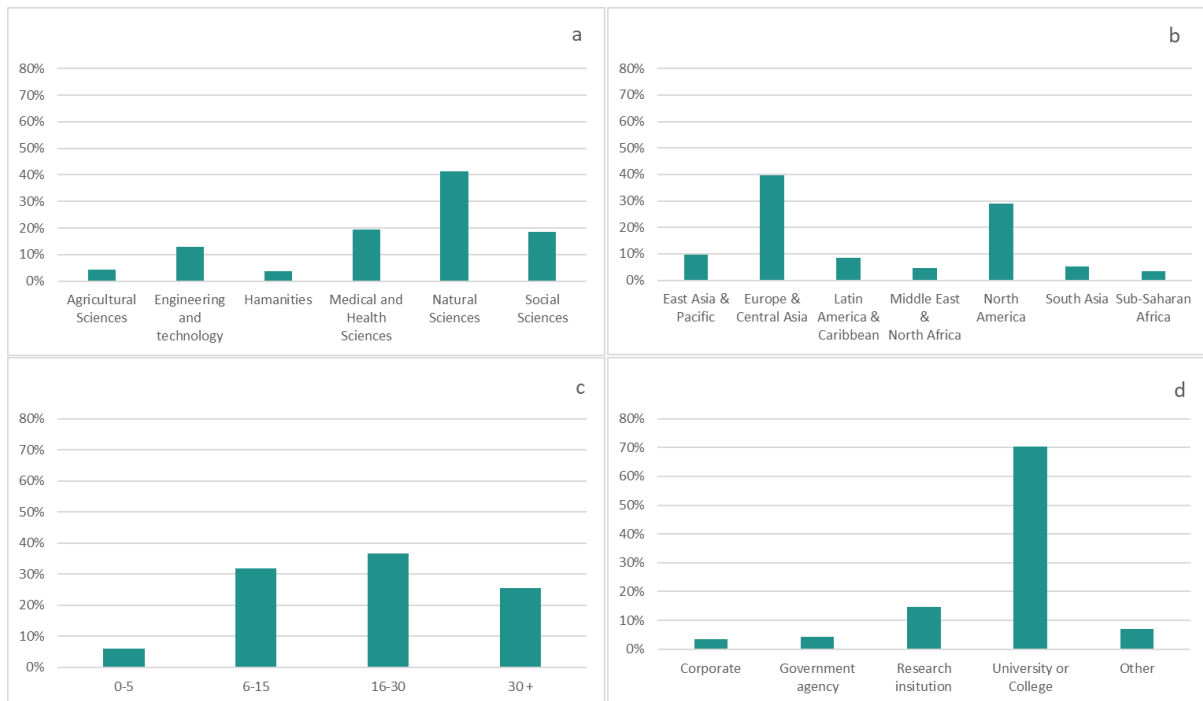 a
80%
70%
60%
50%
40%
30%
20%
10%
0%
Agricultural Sciences
Engineering and technology
Hamanities
Medical and Health Sciences
Natural Sciences
Social Sciences
b
80%
70%
60%
50%
40%
30%
20%
10%
0%
East Asia & Pacific
Europe & Central Asia
Latin America & Caribbean
Middle East & North Africa
North America
South Asia
Sub-Saharan Africa
c
80%
70%
60%
50%
40%
30%
20%
10%
0%
0-5
6-15
16-30
30 +
d
80%
70%
60%
50%
40%
30%
20%
10%
0%
Corporate
Government agency
Research insitution
University or College
Other